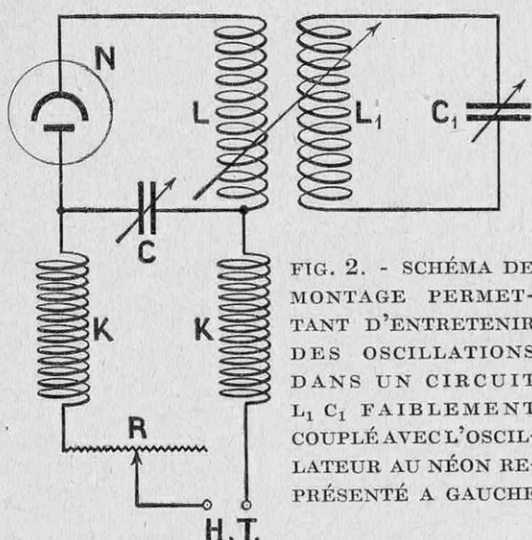 N
L
L₁
C₁
C
K
K
R
H.T.
FIG. 2. - SCHÉMA DE
MONTAGE PERMET-
TANT D'ENTRETENIR
DES OSCILLATIONS
DANS UN CIRCUIT
L₁ C₁ FAIBLEMENT
COUPLÉ AVEC L'OSCIL-
LATEUR AU NÉON RE-
PRÉSENTÉ A GAUCHE